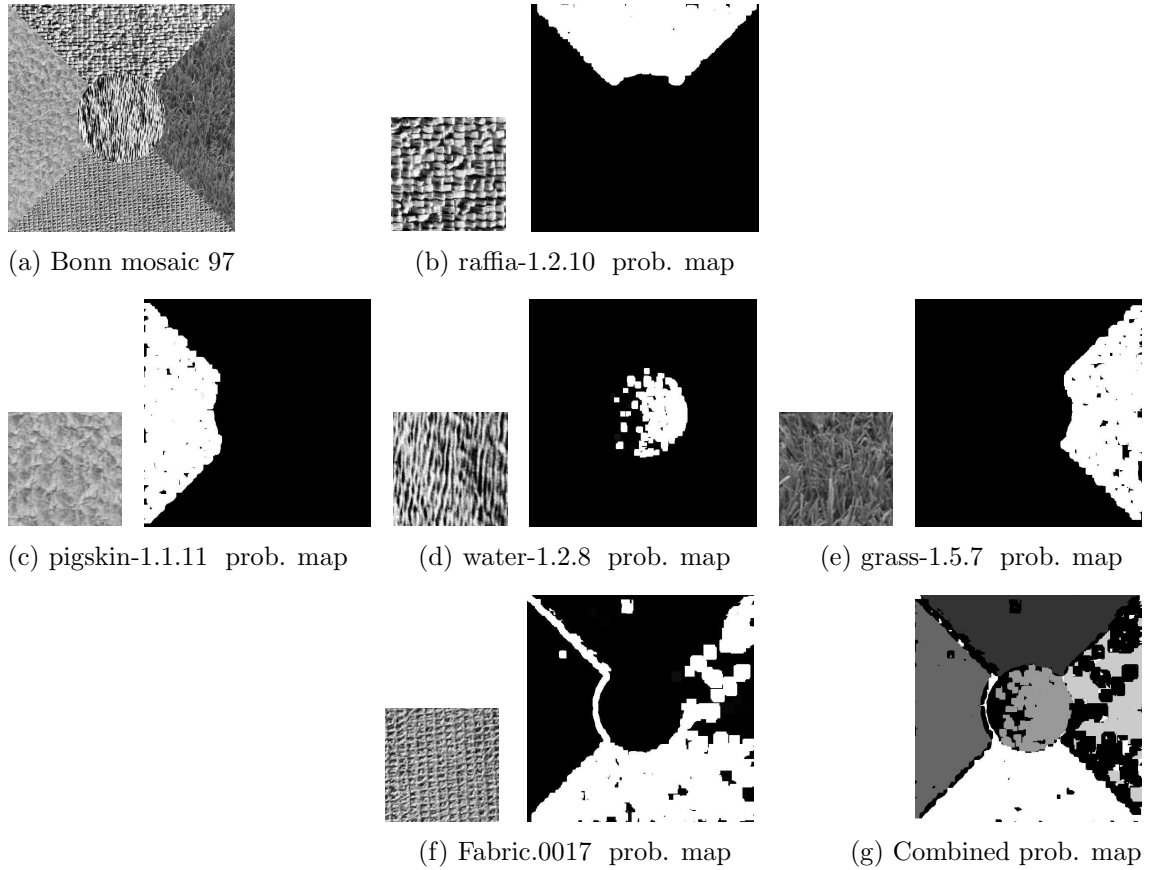 (a) Bonn mosaic 97
(b) raffia-1.2.10 prob. map
(c) pigskin-1.1.11 prob. map
(d) water-1.2.8 prob. map
(e) grass-1.5.7 prob. map
(f) Fabric.0017 prob. map
(g) Combined prob. map